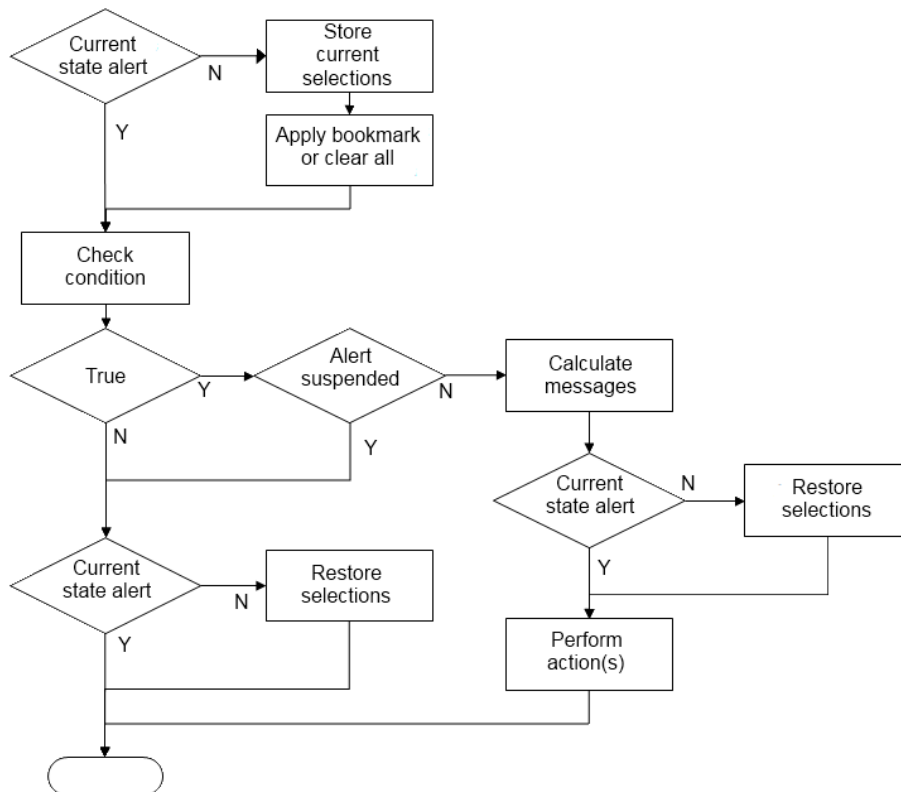 Current
state alert
N
Store
current
selections
Y
Apply bookmark
or clear all
Check
condition
True
Y
Alert
suspended
N
Calculate
messages
N
Y
Current
state alert
N
Restore
selections
Y
Current
state alert
N
Restore
selections
Y
Perform
action(s)